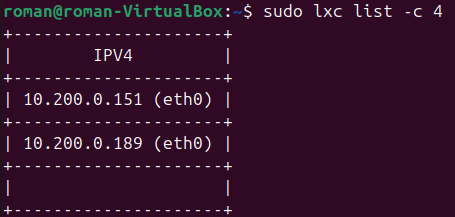 roman@roman-VirtualBox:~$ sudo lxc list -c 4
+---------------------+
|        IPV4         |
+---------------------+
| 10.200.0.151 (eth0) |
+---------------------+
| 10.200.0.189 (eth0) |
+---------------------+
|                     |
+---------------------+